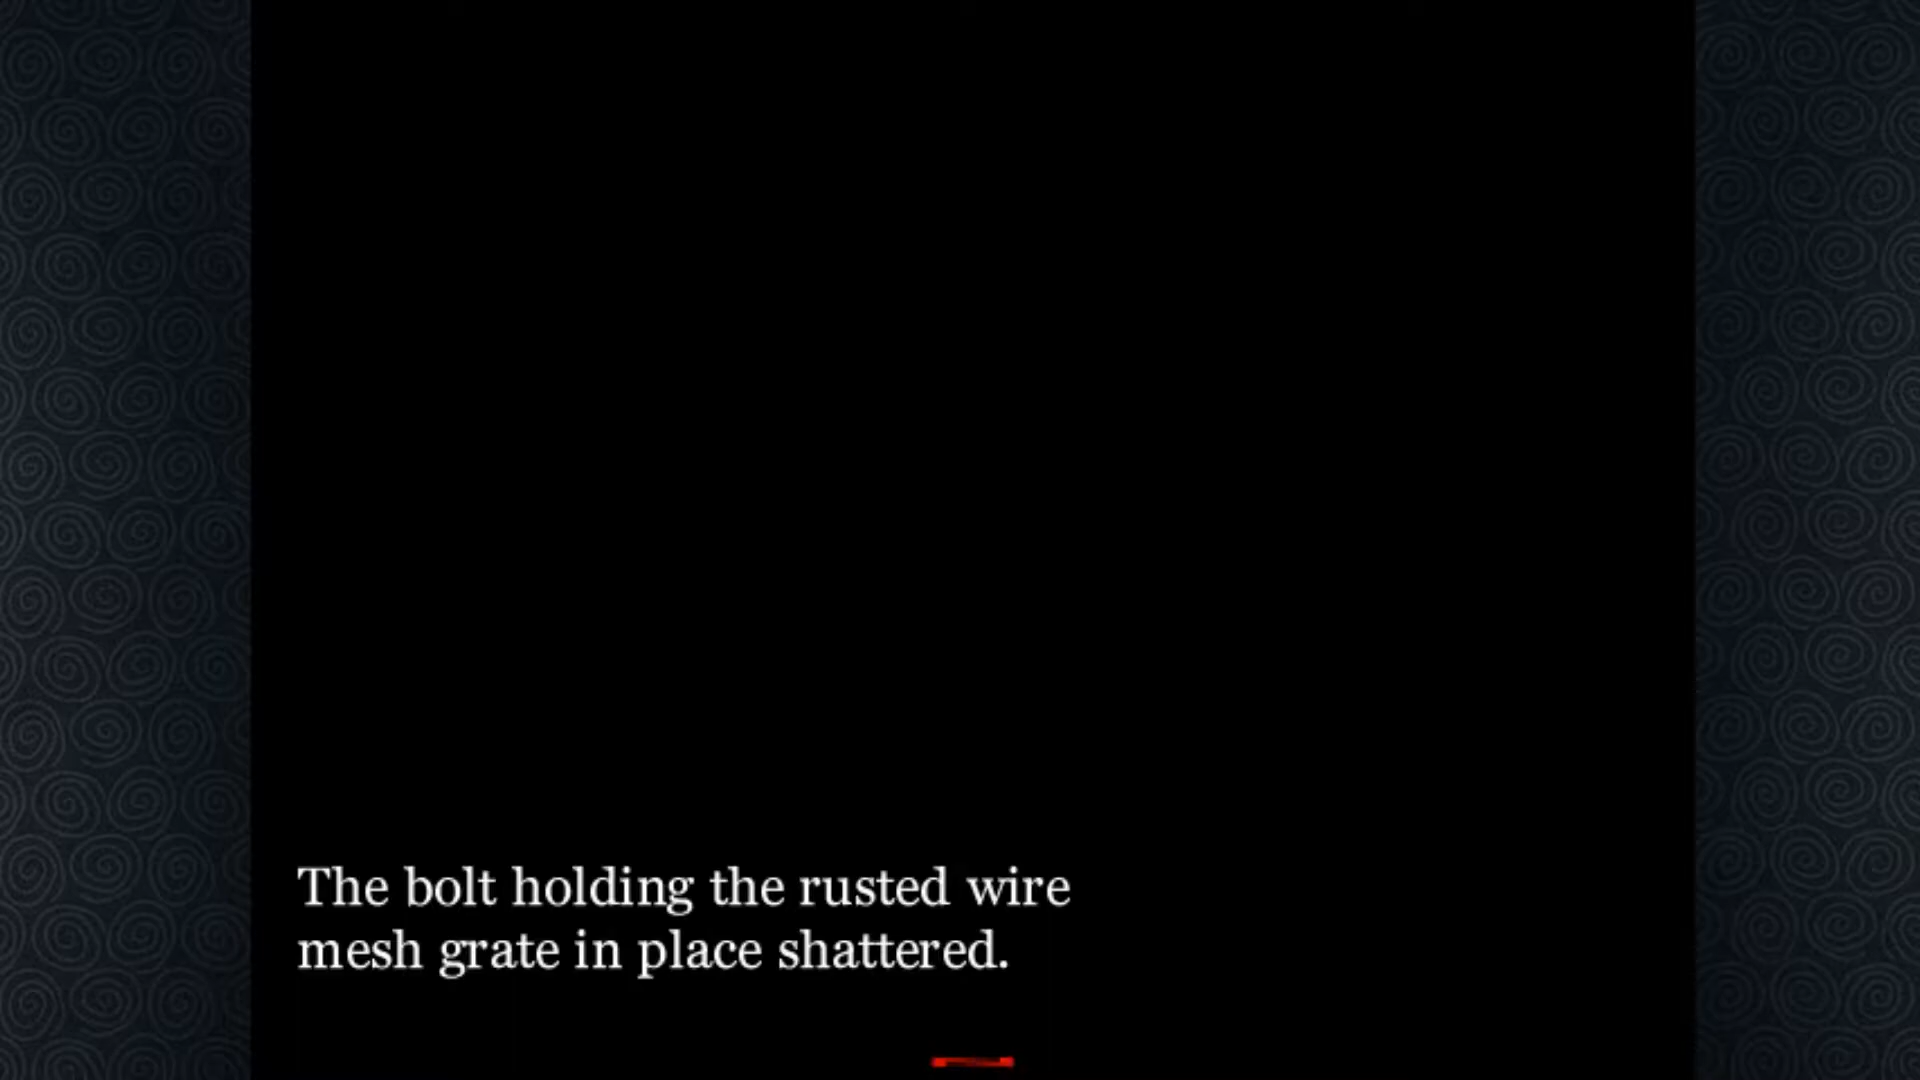 The bolt holding the rusted wire
mesh grate in place shattered.